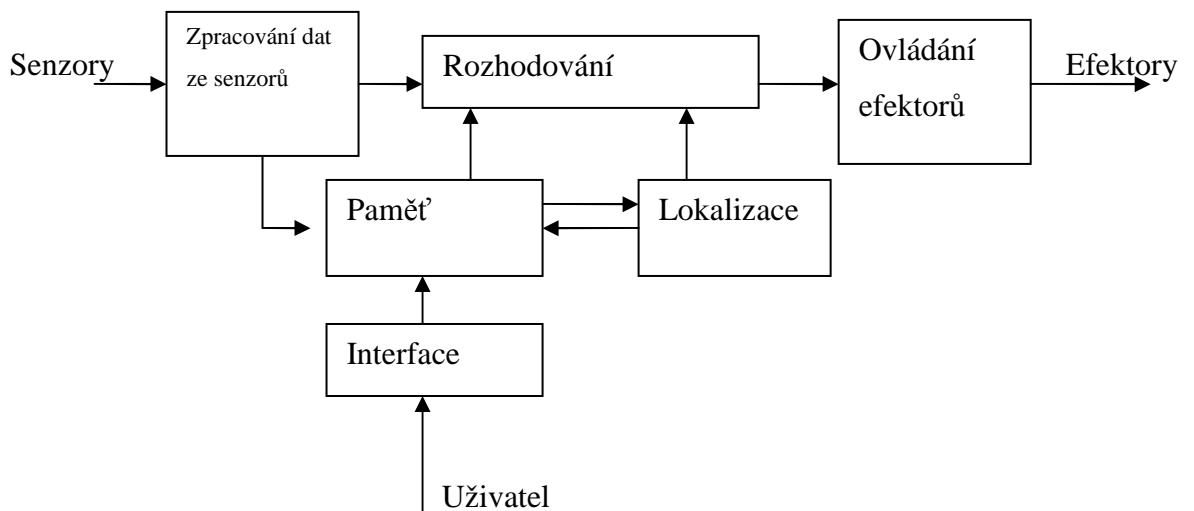 Senzory
Zpracování dat
ze senzorů
Rozhodování
Ovládání
efektorů
Efektory
Paměť
Lokalizace
Interface
Uživatel